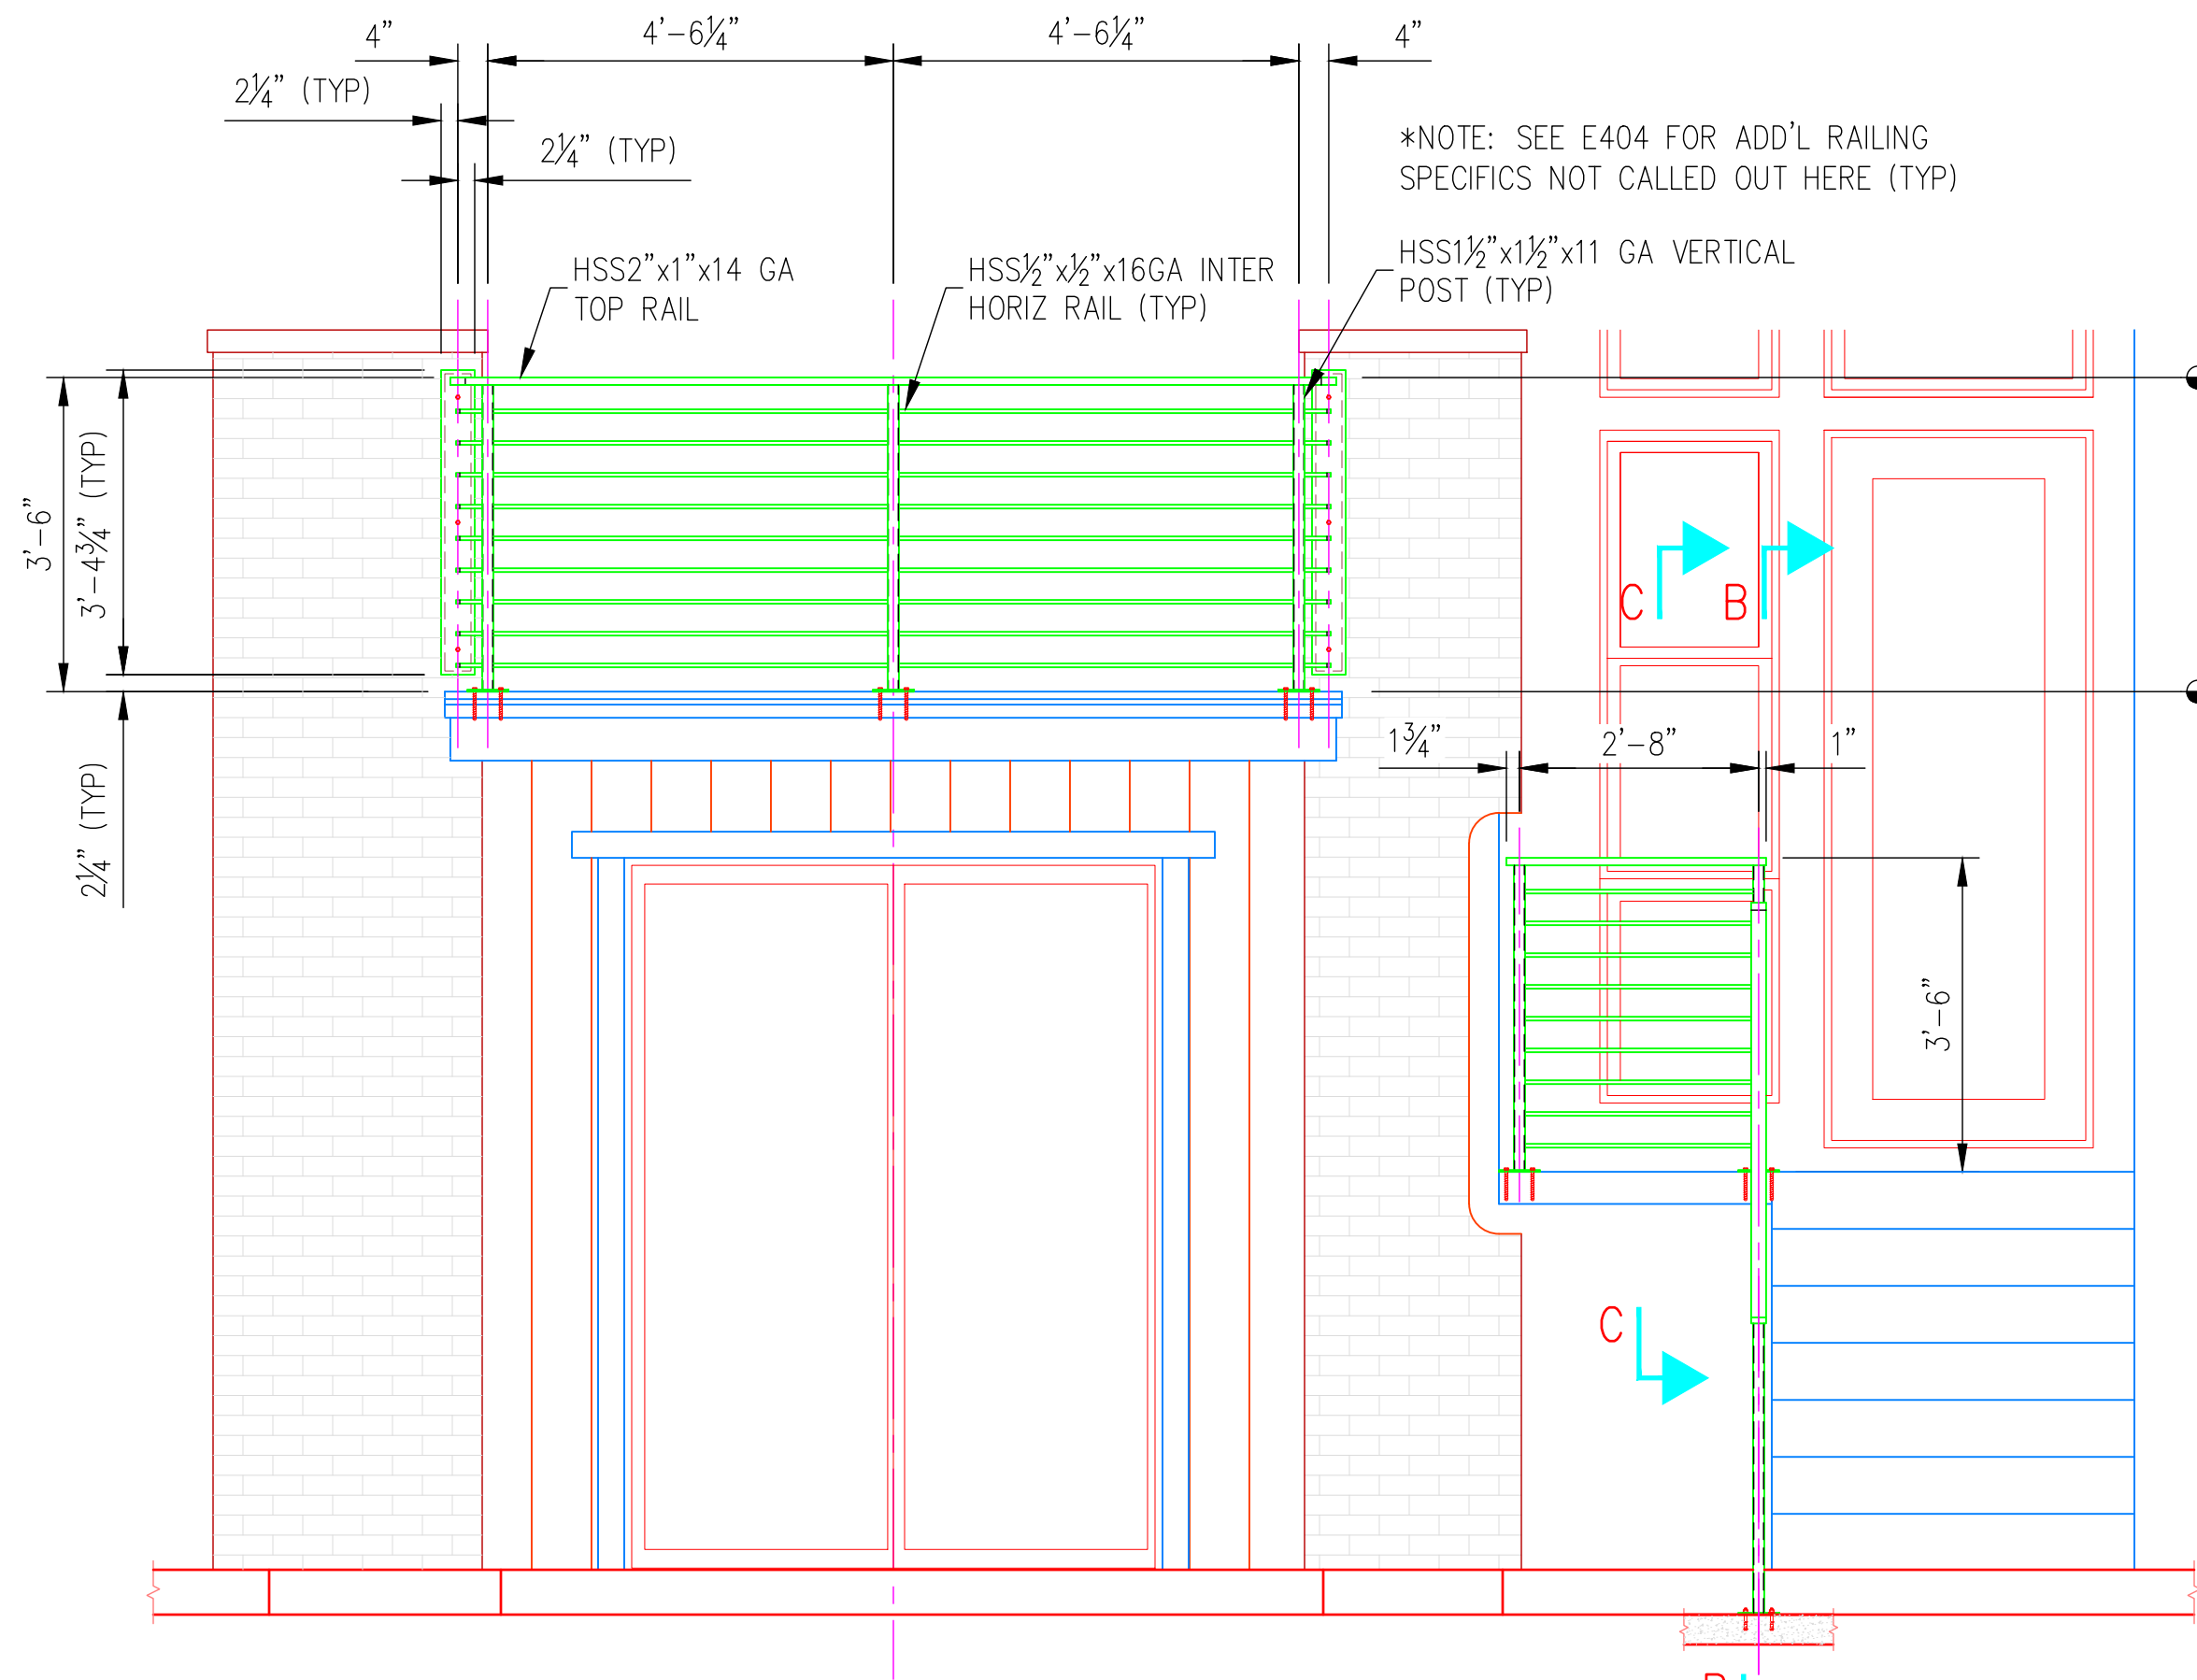 4" 4'-6¼" 4'-6¼" 4"
2¼" (TYP)
2¼" (TYP)
*NOTE: SEE E404 FOR ADD'L RAILING
SPECIFICS NOT CALLED OUT HERE (TYP)
HSS2"x1"x14 GA
TOP RAIL
HSS½"x½"x16GA INTER
HORIZ RAIL (TYP)
HSS1½"x1½"x11 GA VERTICAL
POST (TYP)
3'-6"
3'-4¾" (TYP)
2¼" (TYP)
C B
1¾" 2'-8" 1"
3'-6"
C